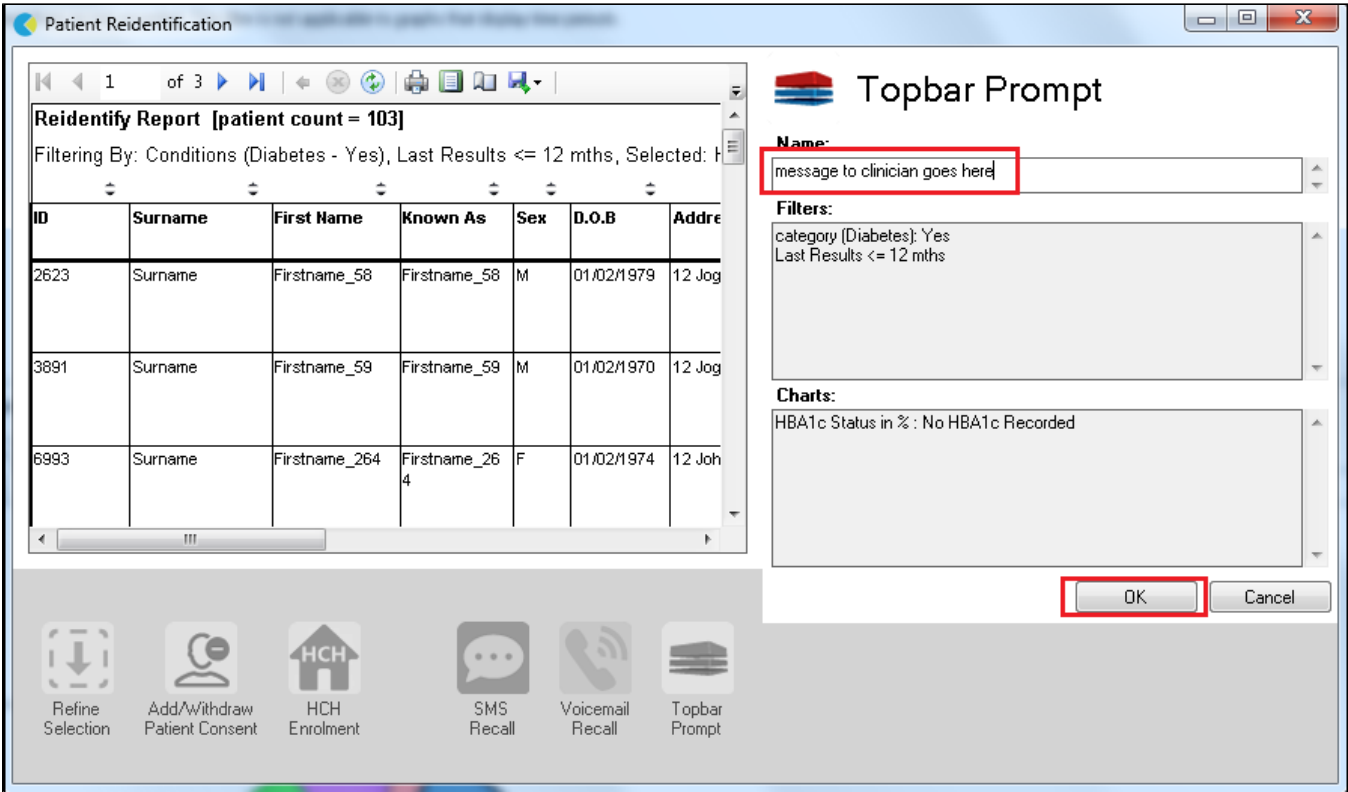 Patient Reidentification
1 of 3
Reidentify Report [patient count = 103]
Filtering By: Conditions (Diabetes - Yes), Last Results <= 12 mths, Selected: H
ID Surname First Name Known As Sex D.O.B Addre
2623 Surname Firstname_58 Firstname_58 M 01/02/1979 12 Jog
3891 Surname Firstname_59 Firstname_59 M 01/02/1970 12 Jog
6993 Surname Firstname_264 Firstname_26 F 01/02/1974 12 Joh
4
Topbar Prompt
Name:
message to clinician goes here
Filters:
category (Diabetes): Yes
Last Results <= 12 mths
Charts:
HBA1c Status in % : No HBA1c Recorded
OK Cancel
HCH
Refine Add/Withdraw HCH SMS Voicemail Topbar
Selection Patient Consent Enrolment Recall Recall Prompt